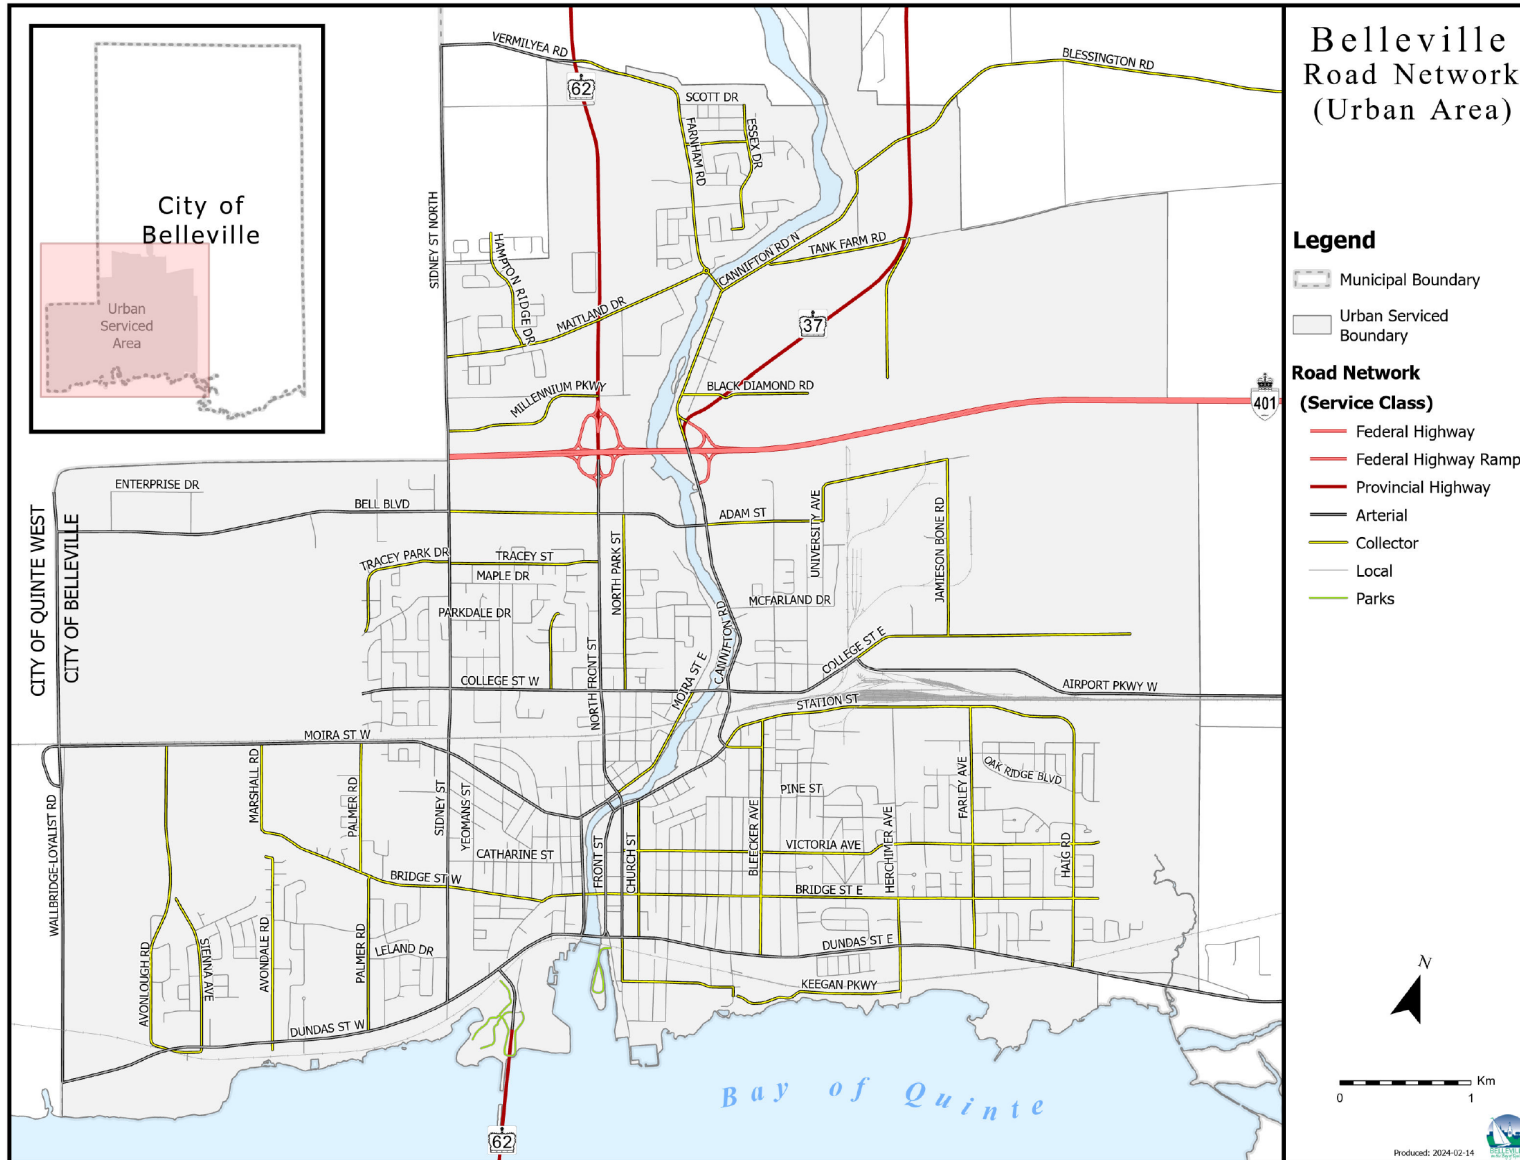 Belleville
Road Network
(Urban Area)
City of
Belleville
Urban
Serviced
Area
Legend
Municipal Boundary
Urban Serviced
Boundary
Road Network
(Service Class)
Federal Highway
Federal Highway Ramp
Provincial Highway
Arterial
Collector
Local
Parks
N
Km
0 1
Produced: 2024-02-14
BELLEVILLE
VERMILYEA RD
62
BLESSINGTON RD
SCOTT DR
FARNHAM RD
ESSEX DR
SIDNEY ST NORTH
HAMPTON RIDGE DR
CANNIFTON RD N
TANK FARM RD
MAITLAND DR
37
MILLENNIUM PKWY
BLACK DIAMOND RD
401
ENTERPRISE DR
BELL BLVD
ADAM ST
UNIVERSITY AVE
JAMIESON BONE RD
CITY OF QUINTE WEST
CITY OF BELLEVILLE
TRACEY PARK DR
TRACEY ST
MAPLE DR
NORTH PARK ST
PARKDALE DR
MCFARLAND DR
CANNIFTON RD
COLLEGE ST E
COLLEGE ST W
NORTH FRONT ST
MOIRA ST E
AIRPORT PKWY W
STATION ST
MOIRA ST W
MARSHALL RD
PALMER RD
SIDNEY ST
YEOMANS ST
OAK RIDGE BLVD
PINE ST
FARLEY AVE
WALLBRIDGE-LOYALIST RD
CATHARINE ST
FRONT ST
CHURCH ST
BLEECKER AVE
VICTORIA AVE
HERCHIMER AVE
HAIG RD
BRIDGE ST W
BRIDGE ST E
AVONLOUGH RD
SIENNA AVE
AVONDALE RD
PALMER RD
LELAND DR
DUNDAS ST E
KEEGAN PKWY
DUNDAS ST W
Bay of Quinte
62